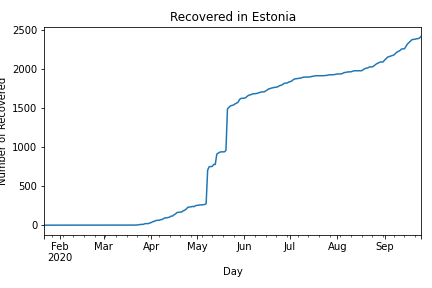 Recovered in Estonia
Number of Recovered
2500
2000
1500
1000
500
0
Feb
2020
Mar
Apr
May
Jun
Jul
Aug
Sep
Day